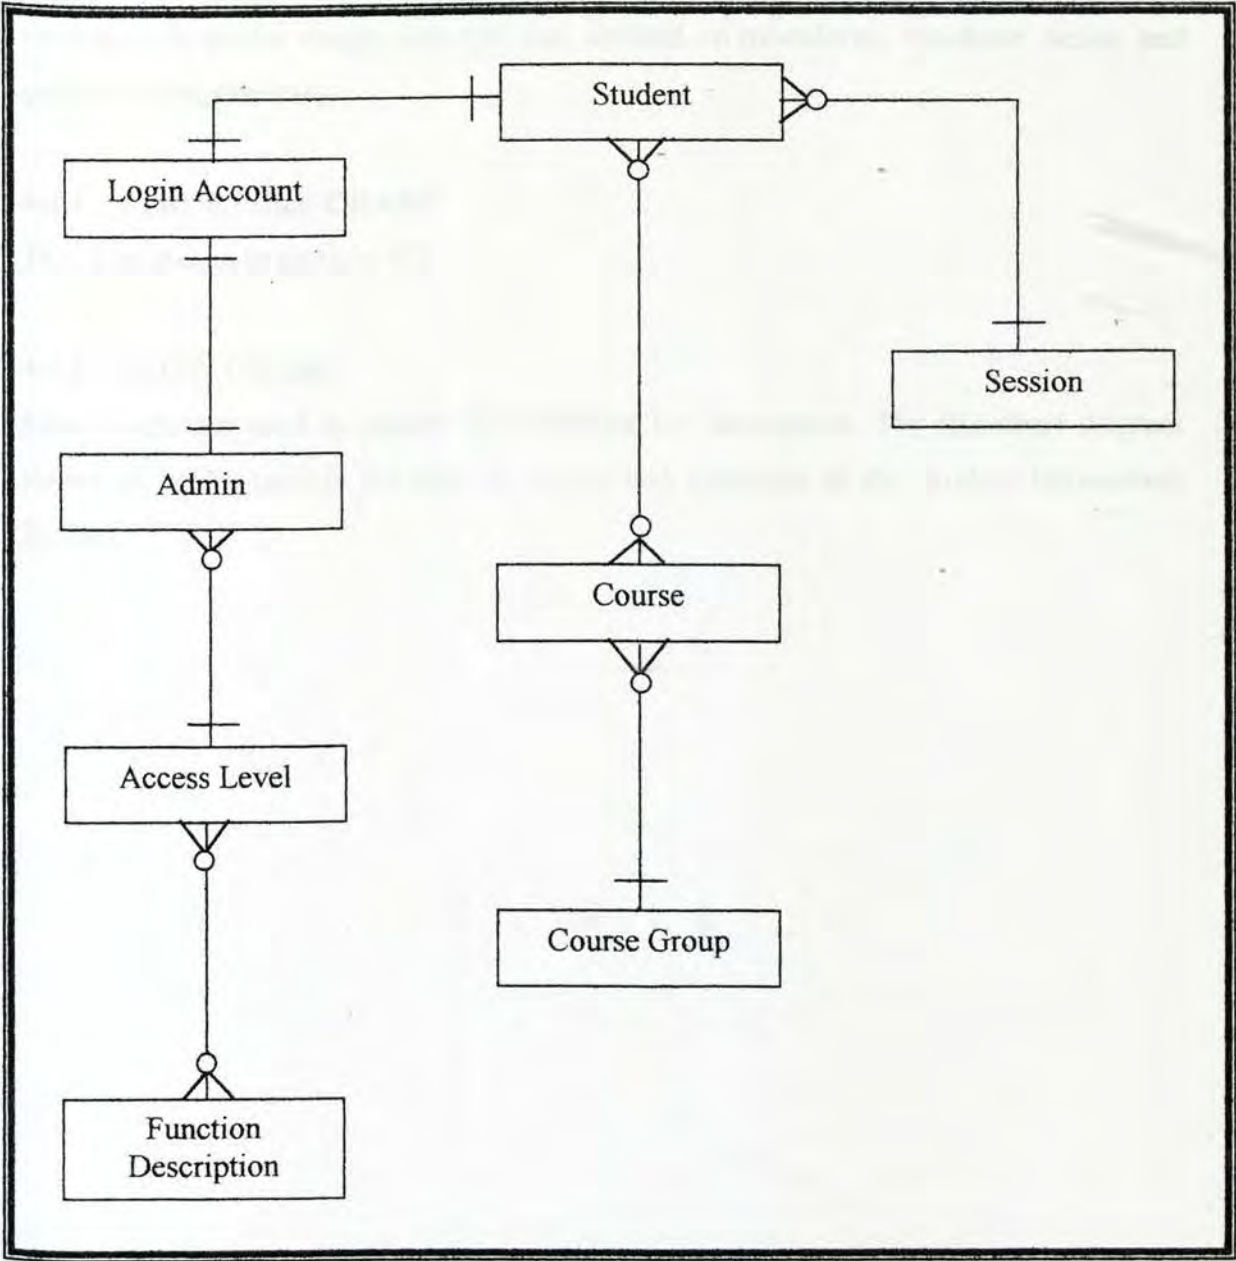 Student
Login Account
Session
Admin
Course
Access Level
Course Group
Function
Description